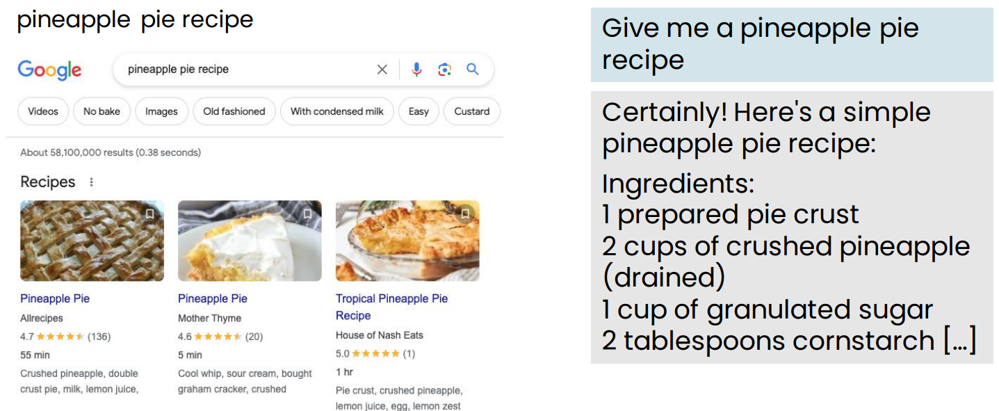 pineapple pie recipe
Google
pineapple pie recipe
Videos
No bake
Images
Old fashioned
With condensed milk
Easy
Custard
About 58,100,000 results (0.38 seconds)
Recipes
Pineapple Pie
Allrecipes
4.7 ★★★★★ (136)
55 min
Crushed pineapple, double
crust pie, milk, lemon juice,
Pineapple Pie
Mother Thyme
4.6 ★★★★★ (20)
5 min
Cool whip, sour cream, bought
graham cracker, crushed
Tropical Pineapple Pie
Recipe
House of Nash Eats
5.0 ★★★★★ (1)
1 hr
Pie crust, crushed pineapple,
lemon juice, egg, lemon zest
Give me a pineapple pie
recipe
Certainly! Here's a simple
pineapple pie recipe:
Ingredients:
1 prepared pie crust
2 cups of crushed pineapple
(drained)
1 cup of granulated sugar
2 tablespoons cornstarch [...]